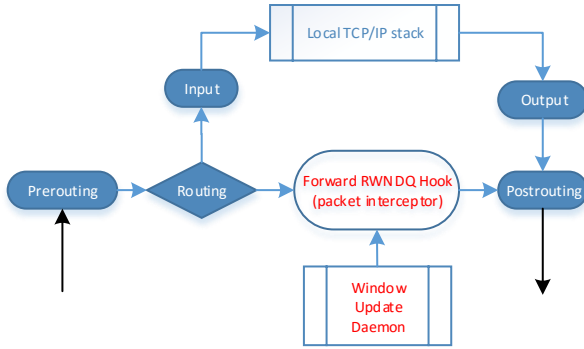 Local TCP/IP stack
Input
Output
Prerouting
Routing
Forward RWNDQ Hook
(packet interceptor)
Postrouting
Window
Update
Daemon